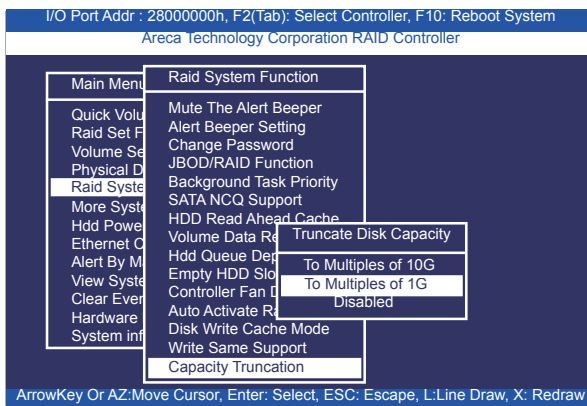 I/O Port Addr : 28000000h, F2(Tab): Select Controller, F10: Reboot System
Areca Technology Corporation RAID Controller
Main Menu
Quick Volu
Raid Set F
Volume Se
Physical D
Raid Syste
More Syste
Hdd Powe
Ethernet C
Alert By M
View Syste
Clear Even
Hardware
System inf
Raid System Function
Mute The Alert Beeper
Alert Beeper Setting
Change Password
JBOD/RAID Function
Background Task Priority
SATA NCQ Support
HDD Read Ahead Cache
Volume Data Re
Hdd Queue Dep
Empty HDD Slo
Controller Fan D
Auto Activate Ra
Disk Write Cache Mode
Write Same Support
Capacity Truncation
Truncate Disk Capacity
To Multiples of 10G
To Multiples of 1G
Disabled
ArrowKey Or AZ:Move Cursor, Enter: Select, ESC: Escape, L:Line Draw, X: Redraw